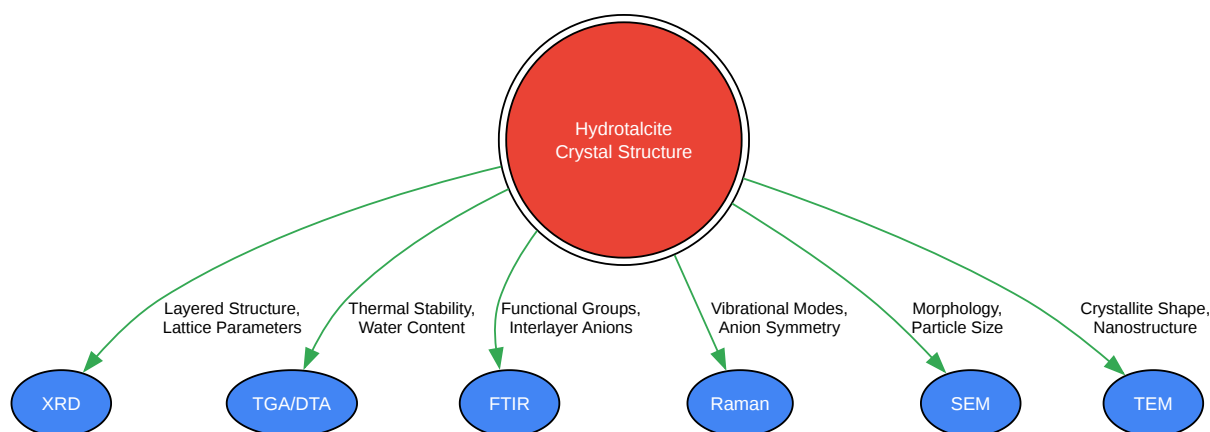 Hydrotalcite
Crystal Structure
Layered Structure,
Lattice Parameters
Thermal Stability,
Water Content
Functional Groups,
Interlayer Anions
Vibrational Modes,
Anion Symmetry
Morphology,
Particle Size
Crystallite Shape,
Nanostructure
XRD
TGA/DTA
FTIR
Raman
SEM
TEM